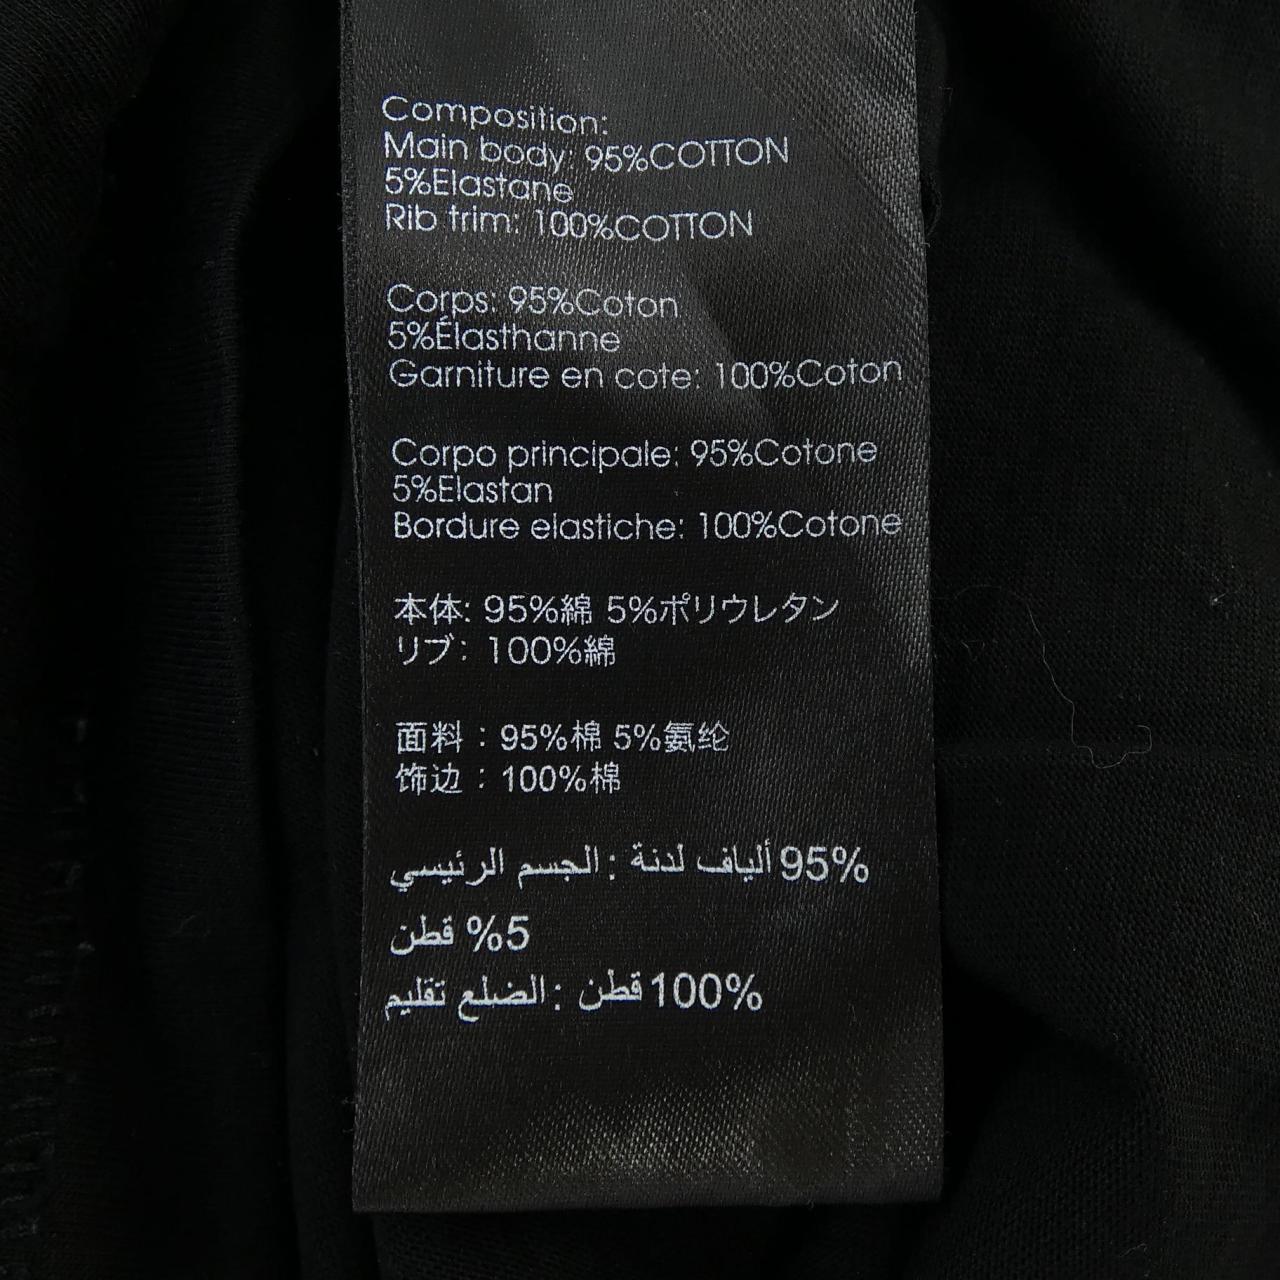 Composition:
Main body: 95%COTTON
5%Elastane
Rib trim: 100%COTTON
Corps: 95%Coton
5%Élasthanne
Garniture en cote: 100%Coton
Corpo principale: 95%Cotone
5%Elastan
Bordure elastiche: 100%Cotone
本体: 95%綿 5%ポリウレタン
リブ: 100%綿
面料：95%棉 5%氨纶
饰边：100%棉
95% ألياف لدنة : الجسم الرئيسي
5% قطن
100% قطن : الضلع تقليم